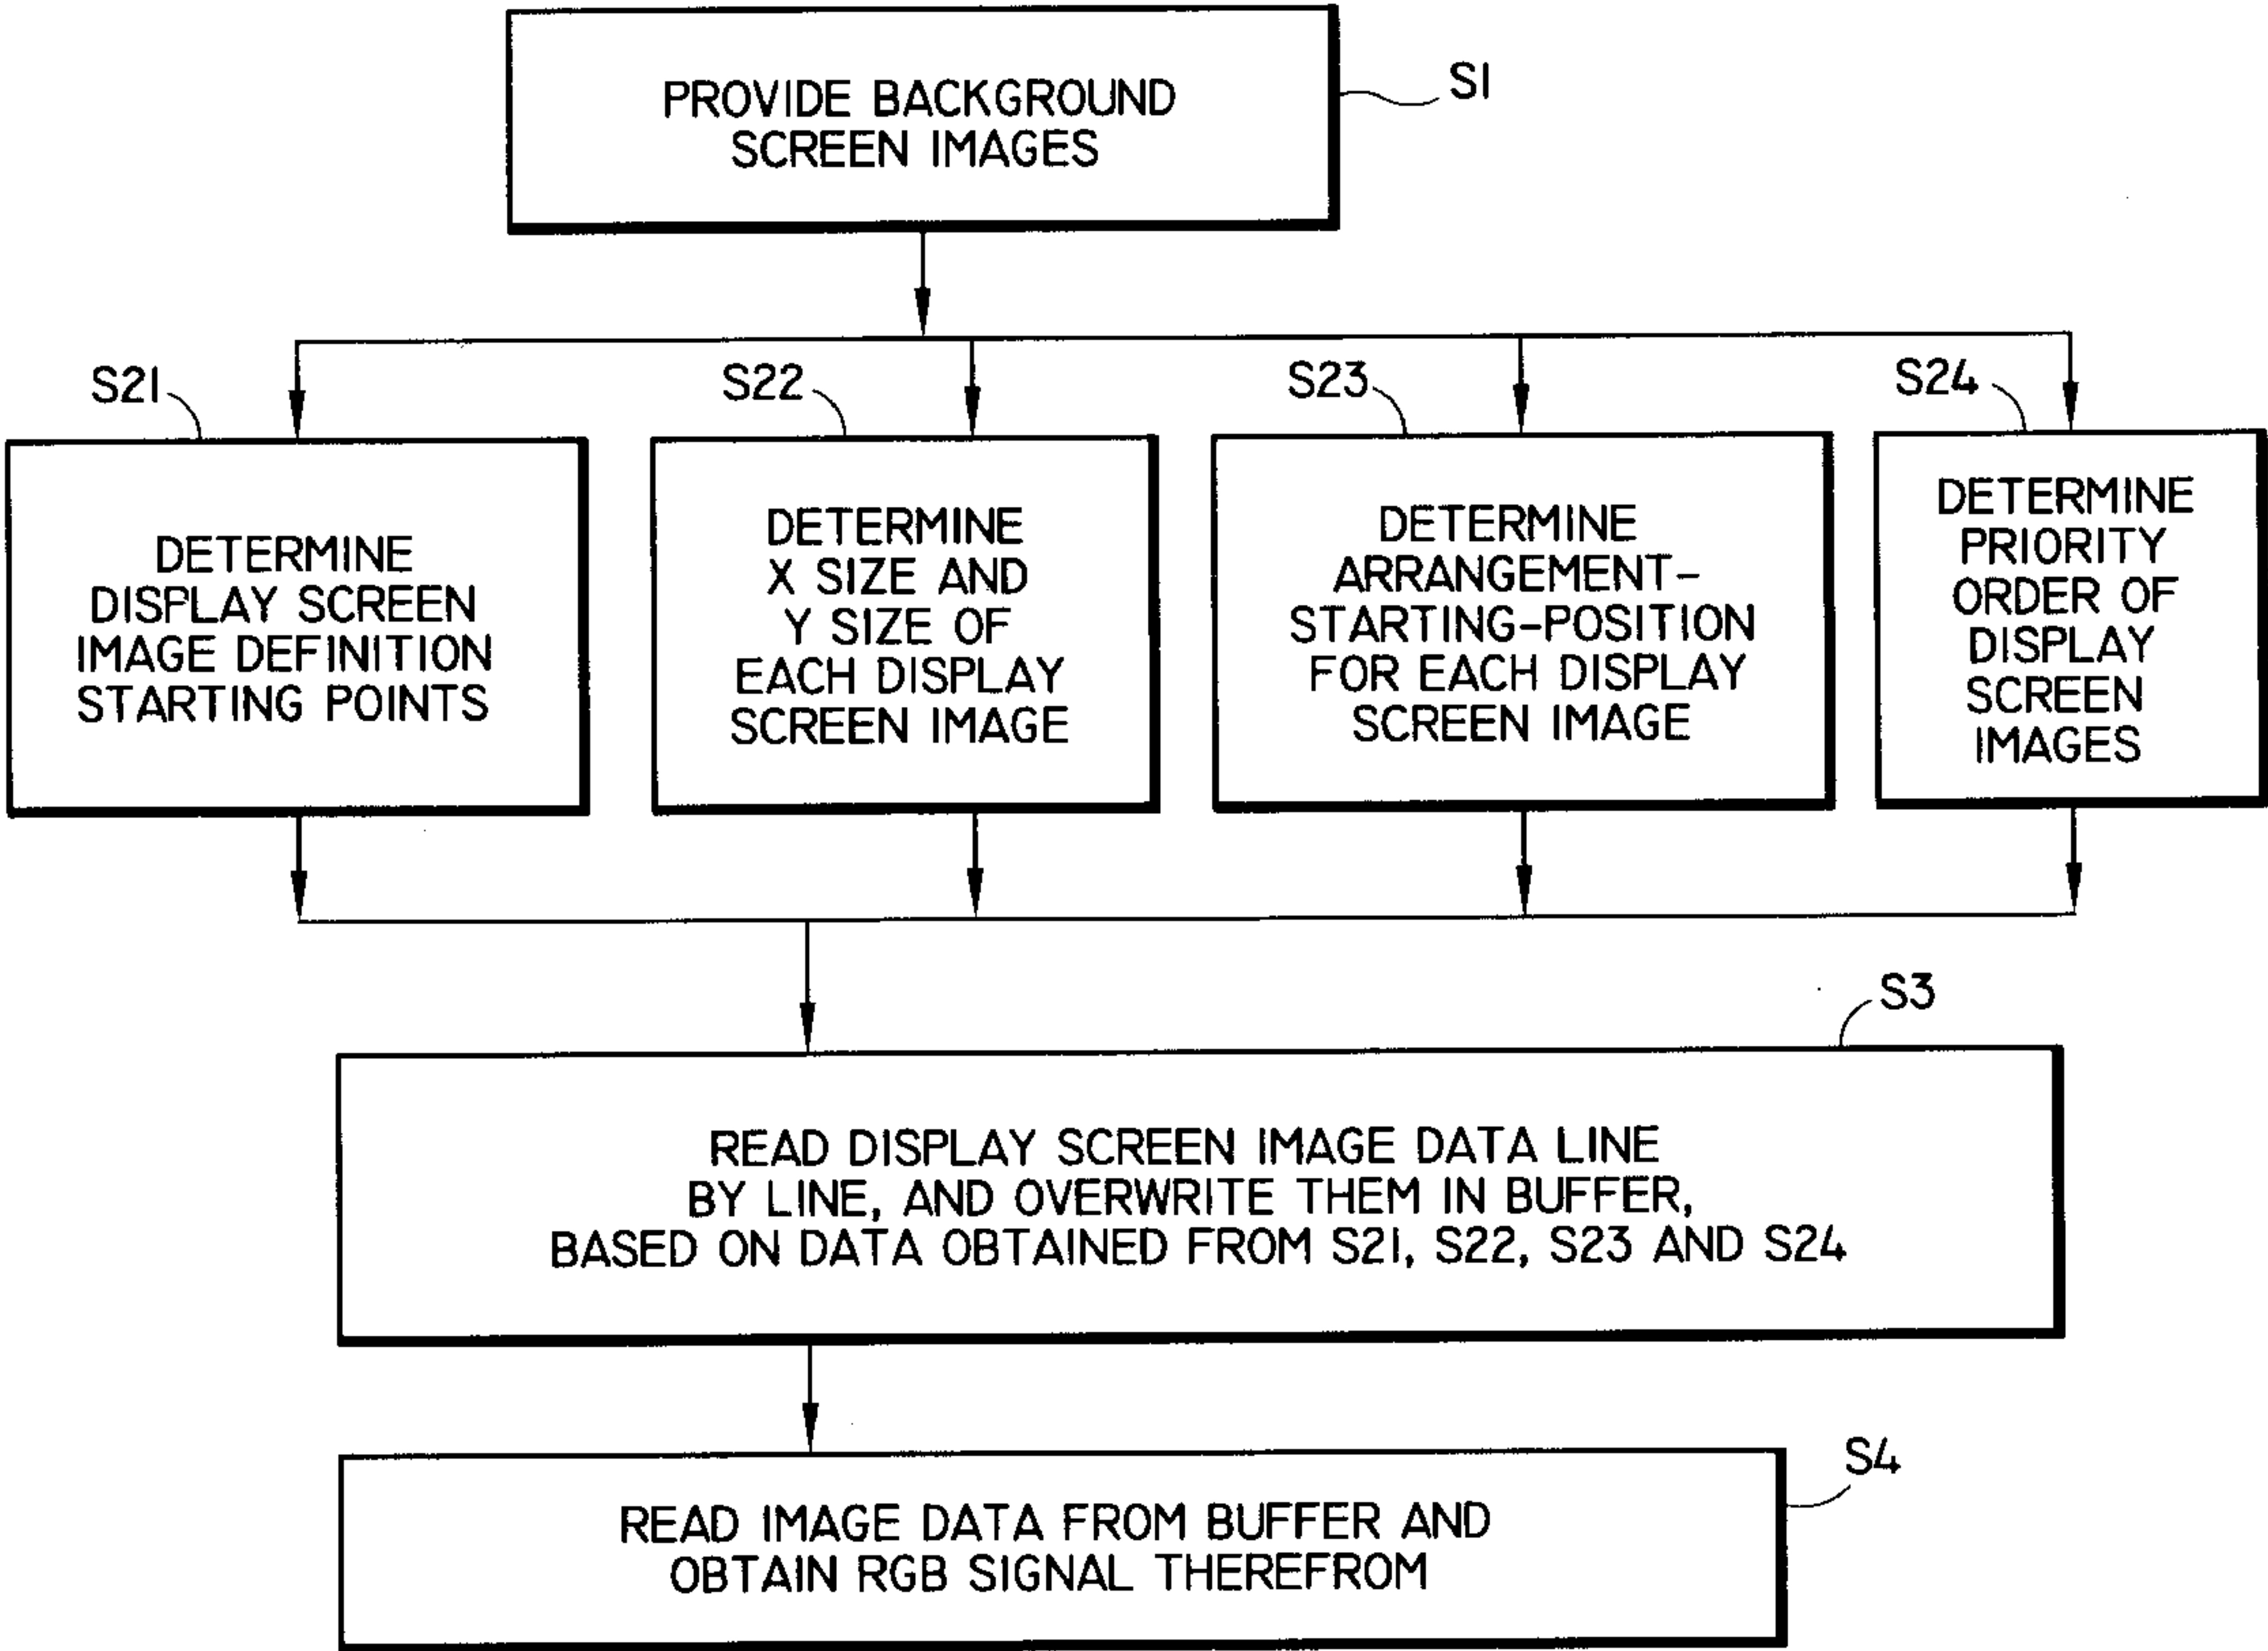 PROVIDE BACKGROUND
SCREEN IMAGES
S1
S21
S22
S23
S24
DETERMINE
DISPLAY SCREEN
IMAGE DEFINITION
STARTING POINTS
DETERMINE
X SIZE AND
Y SIZE OF
EACH DISPLAY
SCREEN IMAGE
DETERMINE
ARRANGEMENT-
STARTING-POSITION
FOR EACH DISPLAY
SCREEN IMAGE
DETERMINE
PRIORITY
ORDER OF
DISPLAY
SCREEN
IMAGES
S3
READ DISPLAY SCREEN IMAGE DATA LINE
BY LINE, AND OVERWRITE THEM IN BUFFER,
BASED ON DATA OBTAINED FROM S21, S22, S23 AND S24
S4
READ IMAGE DATA FROM BUFFER AND
OBTAIN RGB SIGNAL THEREFROM